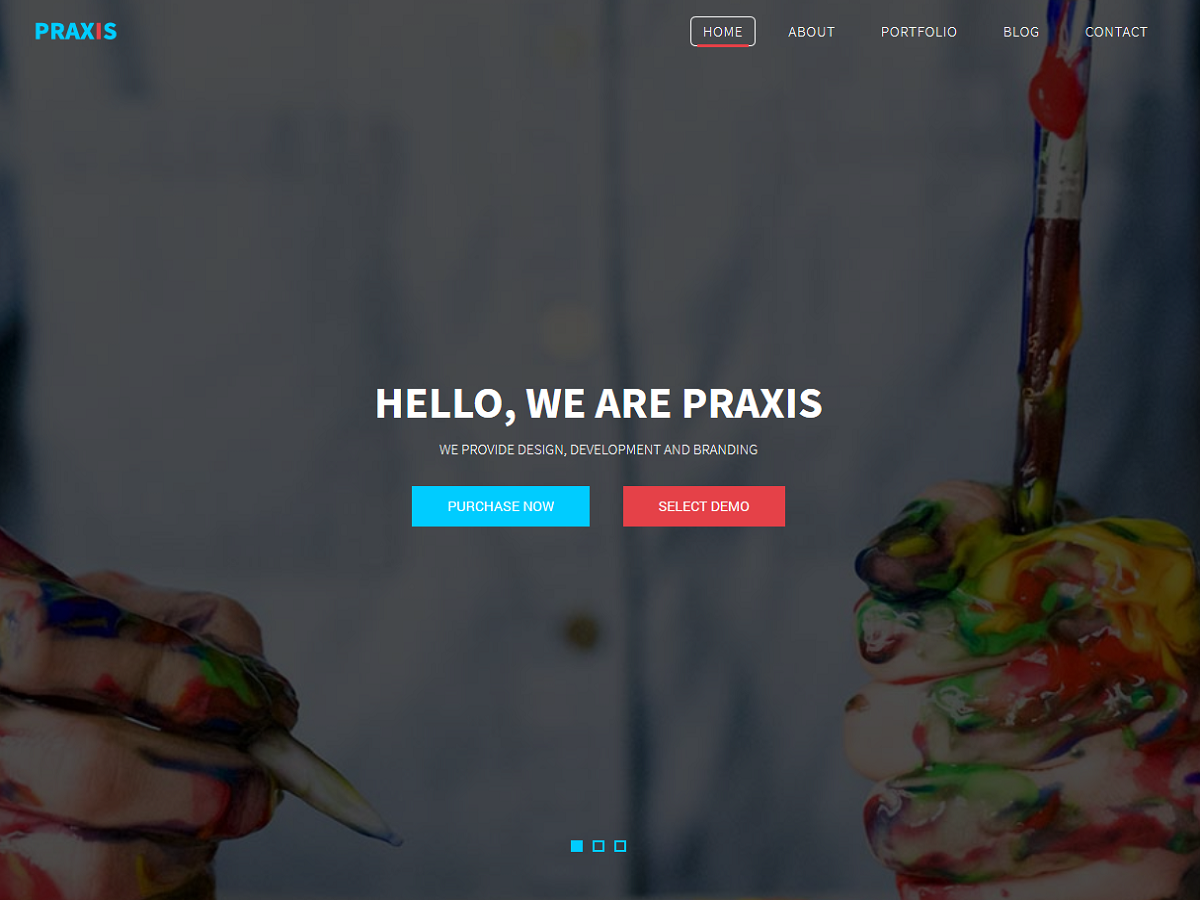 PRAXIS
HOME ABOUT PORTFOLIO BLOG CONTACT
HELLO, WE ARE PRAXIS
WE PROVIDE DESIGN, DEVELOPMENT AND BRANDING
PURCHASE NOW SELECT DEMO